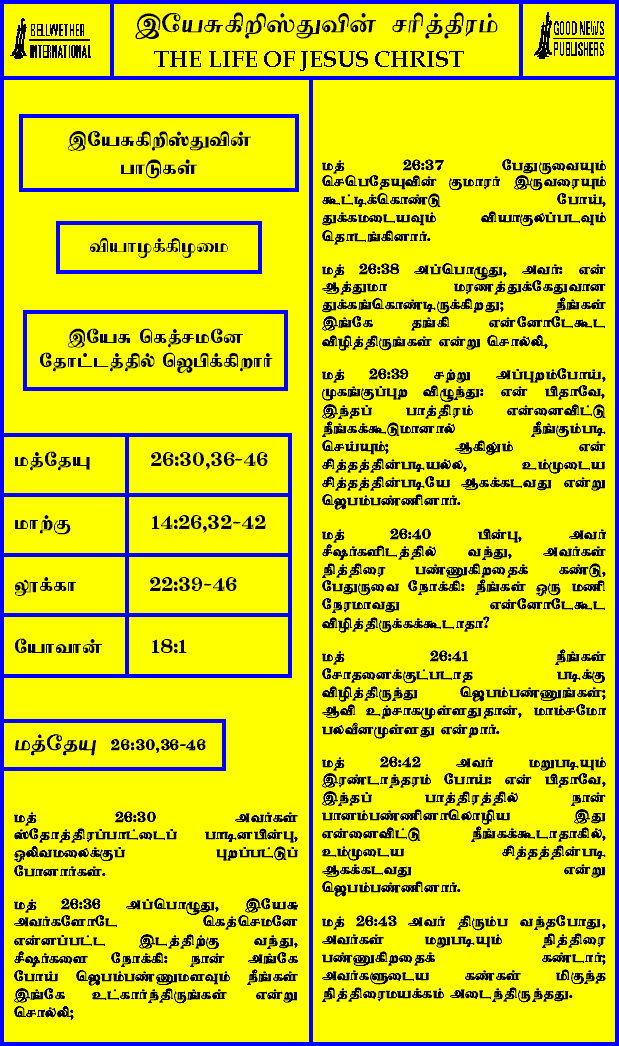 BELLWETHER
INTERNATIONAL
இயேசுகிறிஸ்துவின் சரித்திரம்
THE LIFE OF JESUS CHRIST
GOOD NEWS
PUBLISHERS
இயேசுகிறிஸ்துவின்
பாடுகள்
வியாழக்கிழமை
இயேசு கெத்சமனே
தோட்டத்தில் ஜெபிக்கிறார்
மத்தேயு 26:30,36-46
மாற்கு 14:26,32-42
லூக்கா 22:39-46
யோவான் 18:1
மத்தேயு 26:30,36-46
மத் 26:30 அவர்கள்
ஸ்தோத்திரப்பாட்டைப் பாடினபின்பு,
ஒலிவமலைக்குப் புறப்பட்டுப்
போனார்கள்.
மத் 26:36 அப்பொழுது, இயேசு
அவர்களோடே கெத்செமனே
என்னப்பட்ட இடத்திற்கு வந்து,
சீஷர்களை நோக்கி: நான் அங்கே
போய் ஜெபம்பண்ணுமளவும் நீங்கள்
இங்கே உட்கார்ந்திருங்கள் என்று
சொல்லி;
மத் 26:37 பேதுருவையும்
செபெதேயுவின் குமாரர் இருவரையும்
கூட்டிக்கொண்டு போய்,
துக்கமடையவும் வியாகுலப்படவும்
தொடங்கினார்.
மத் 26:38 அப்பொழுது, அவர்: என்
ஆத்துமா மரணத்துக்கேதுவான
துக்கங்கொண்டிருக்கிறது; நீங்கள்
இங்கே தங்கி என்னோடேகூட
விழித்திருங்கள் என்று சொல்லி,
மத் 26:39 சற்று அப்புறம்போய்,
முகங்குப்புற விழுந்து: என் பிதாவே,
இந்தப் பாத்திரம் என்னைவிட்டு
நீங்கக்கூடுமானால் நீங்கும்படி
செய்யும்; ஆகிலும் என்
சித்தத்தின்படியல்ல, உம்முடைய
சித்தத்தின்படியே ஆகக்கடவது என்று
ஜெபம்பண்ணினார்.
மத் 26:40 பின்பு, அவர்
சீஷர்களிடத்தில் வந்து, அவர்கள்
நித்திரை பண்ணுகிறதைக் கண்டு,
பேதுருவை நோக்கி: நீங்கள் ஒரு மணி
நேரமாவது என்னோடேகூட
விழித்திருக்கக்கூடாதா?
மத் 26:41 நீங்கள்
சோதனைக்குட்படாத படிக்கு
விழித்திருந்து ஜெபம்பண்ணுங்கள்;
ஆவி உற்சாகமுள்ளதுதான், மாம்சமோ
பலவீனமுள்ளது என்றார்.
மத் 26:42 அவர் மறுபடியும்
இரண்டாந்தரம் போய்: என் பிதாவே,
இந்தப் பாத்திரத்தில் நான்
பானம்பண்ணினாலொழிய இது
என்னைவிட்டு நீங்கக்கூடாதாகில்,
உம்முடைய சித்தத்தின்படி
ஆகக்கடவது என்று
ஜெபம்பண்ணினார்.
மத் 26:43 அவர் திரும்ப வந்தபோது,
அவர்கள் மறுபடியும் நித்திரை
பண்ணுகிறதைக் கண்டார்;
அவர்களுடைய கண்கள் மிகுந்த
நித்திரைமயக்கம் அடைந்திருந்தது.